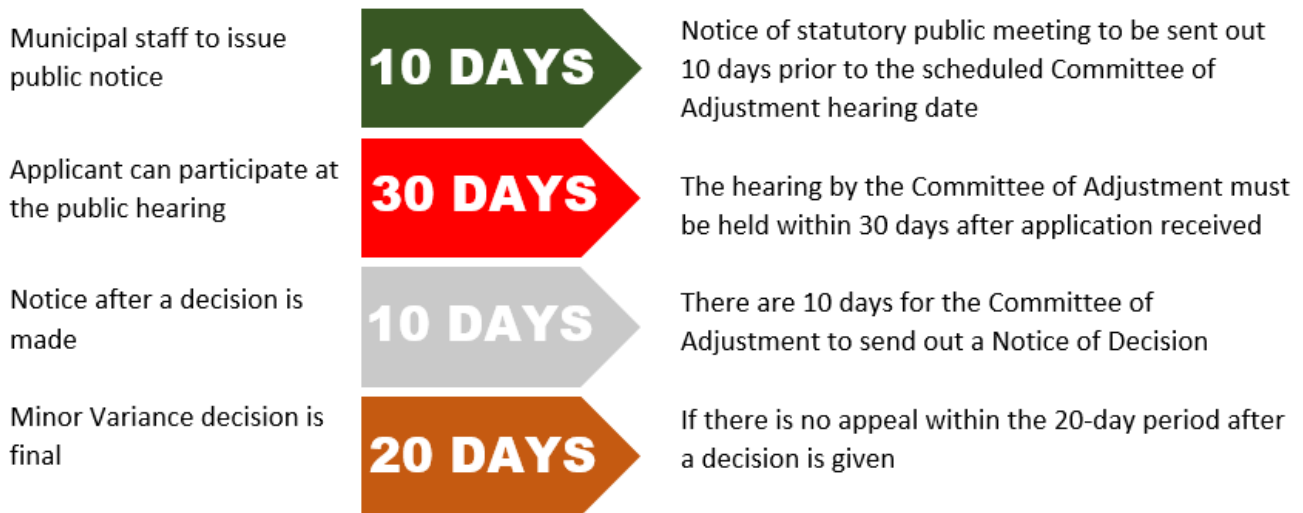 Municipal staff to issue
public notice
10 DAYS
Notice of statutory public meeting to be sent out
10 days prior to the scheduled Committee of
Adjustment hearing date
Applicant can participate at
the public hearing
30 DAYS
The hearing by the Committee of Adjustment must
be held within 30 days after application received
Notice after a decision is
made
10 DAYS
There are 10 days for the Committee of
Adjustment to send out a Notice of Decision
Minor Variance decision is
final
20 DAYS
If there is no appeal within the 20-day period after
a decision is given